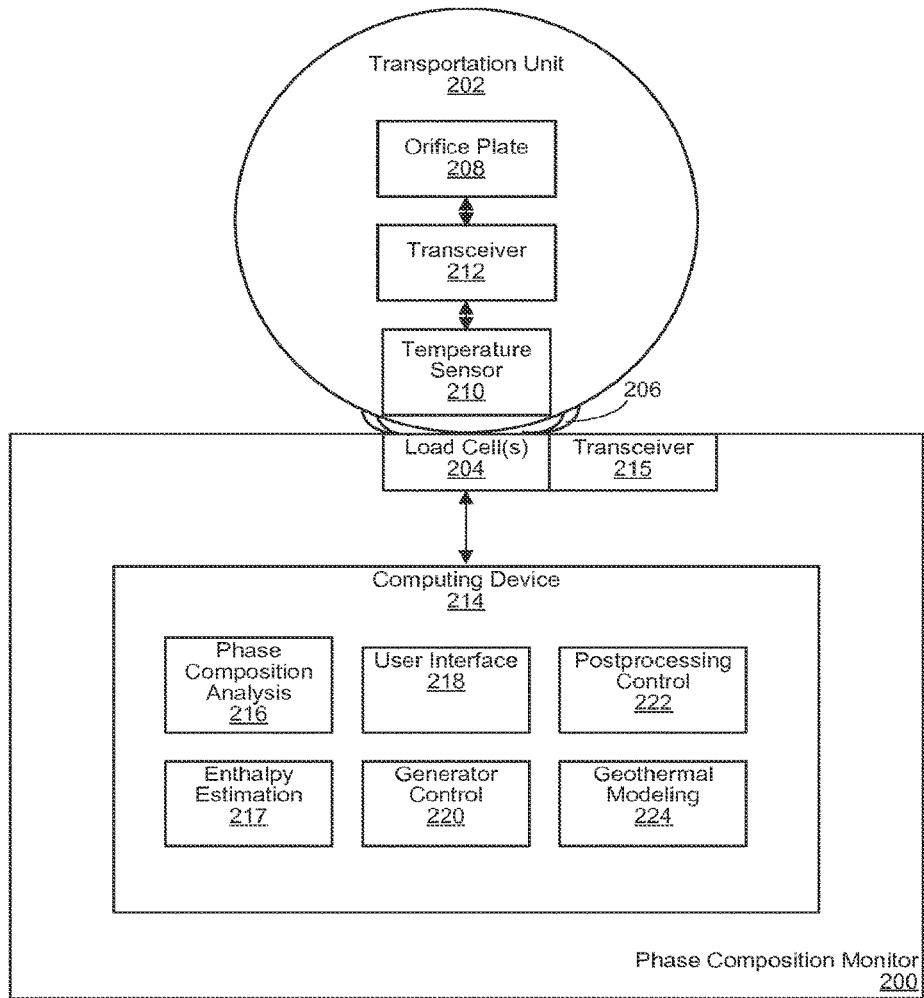 Transportation Unit
202
Orifice Plate
208
Transceiver
212
Temperature
Sensor
210
206
Load Cell(s)
204
Transceiver
215
Computing Device
214
Phase
Composition
Analysis
216
User Interface
218
Postprocessing
Control
222
Enthalpy
Estimation
217
Generator
Control
220
Geothermal
Modeling
224
Phase Composition Monitor
200